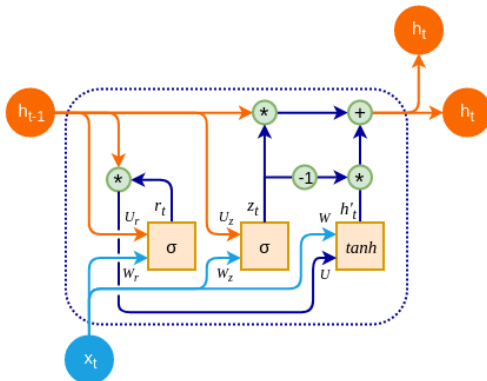 h_t
h_{t-1}
*
+
h_t
*
-1
*
r_t
z_t
h'_t
U_r
U_z
W
σ
σ
tanh
W_r
W_z
U
x_t